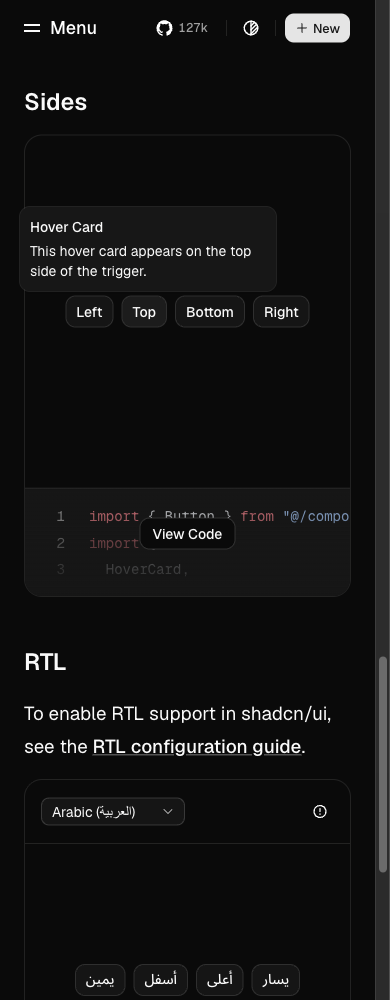 Menu 127k + New
Sides
Hover Card
This hover card appears on the top
side of the trigger.
Left Top Bottom Right
1 import { Button } from "@/compo
2 import {
View Code
3 HoverCard,
RTL
To enable RTL support in shadcn/ui,
see the RTL configuration guide.
Arabic (العربية)
يسار أعلى أسفل يمين